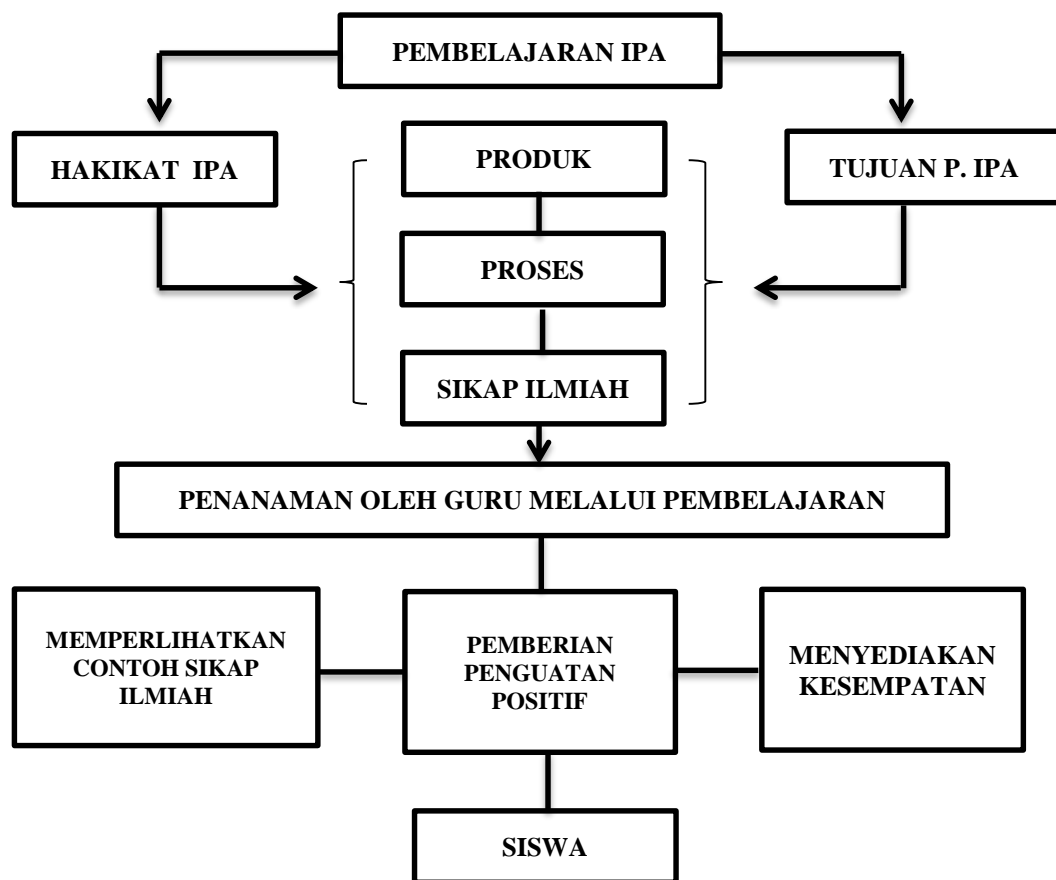 PEMBELAJARAN IPA
HAKIKAT IPA
PRODUK
TUJUAN P. IPA
PROSES
SIKAP ILMIAH
PENANAMAN OLEH GURU MELALUI PEMBELAJARAN
MEMPERLIHATKAN
CONTOH SIKAP
ILMIAH
PEMBERIAN
PENGUATAN
POSITIF
MENYEDIAKAN
KESEMPATAN
SISWA